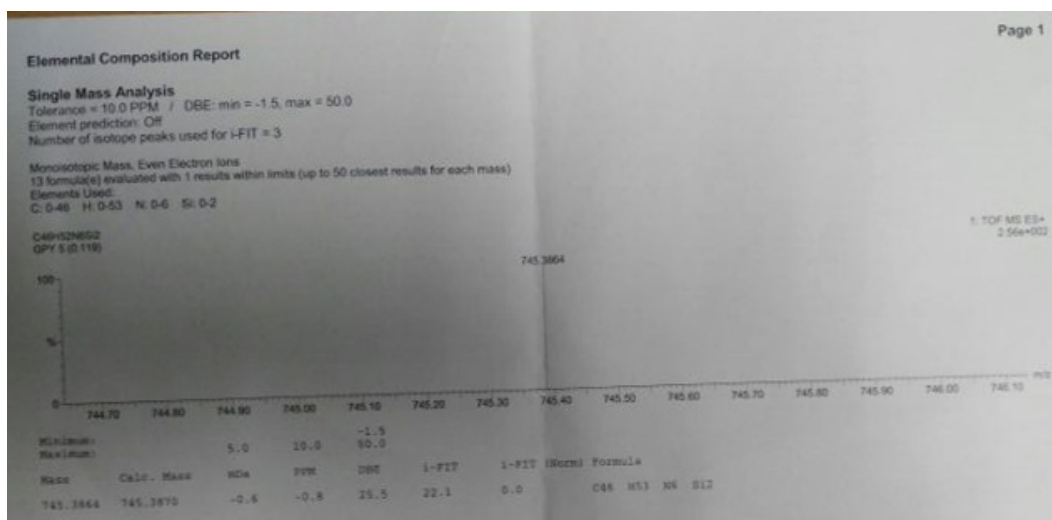 Page 1
Elemental Composition Report
Single Mass Analysis
Tolerance = 10.0 PPM / DBE: min = -1.5, max = 50.0
Element prediction: Off
Number of isotope peaks used for i-FIT = 3
Monoisotopic Mass, Even Electron Ions
13 formula(e) evaluated with 1 results within limits (up to 50 closest results for each mass)
Elements Used:
C: 0-46 H: 0-53 N: 0-6 Si: 0-2
C46H52N6Si2
GPY 5 (0.119)
1: TOF MS ES+
2.56e+003
745.3864
100
%
0
744.70 744.80 744.90 745.00 745.10 745.20 745.30 745.40 745.50 745.60 745.70 745.80 745.90 746.00 746.10 m/z
Minimum: -1.5
Maximum: 5.0 10.0 50.0
Mass Calc. Mass mDa PPM DBE i-FIT i-FIT (Norm) Formula
745.3864 745.3870 -0.6 -0.8 25.5 22.1 0.0 C46 H53 N6 Si2